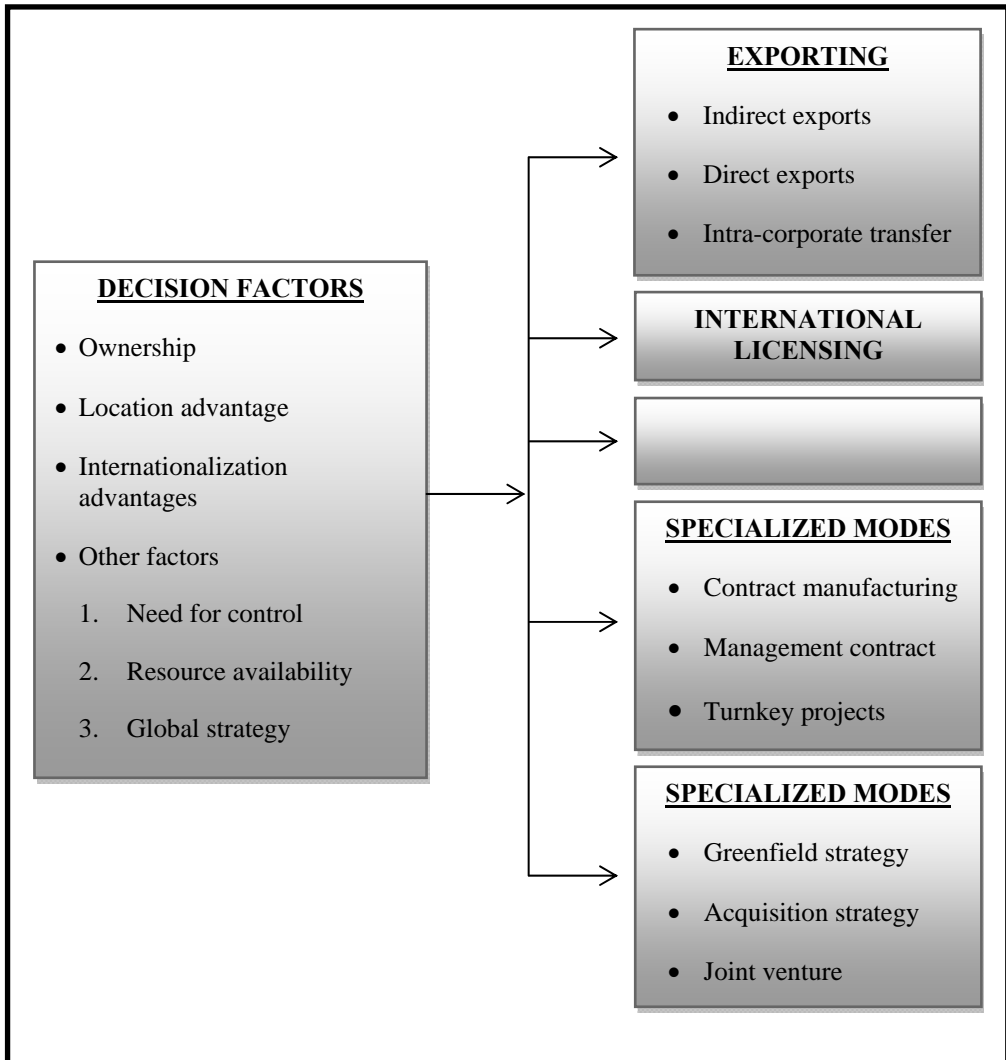 DECISION FACTORS
• Ownership
• Location advantage
• Internationalization
advantages
• Other factors
1. Need for control
2. Resource availability
3. Global strategy
EXPORTING
• Indirect exports
• Direct exports
• Intra-corporate transfer
INTERNATIONAL
LICENSING
SPECIALIZED MODES
• Contract manufacturing
• Management contract
• Turnkey projects
SPECIALIZED MODES
• Greenfield strategy
• Acquisition strategy
• Joint venture